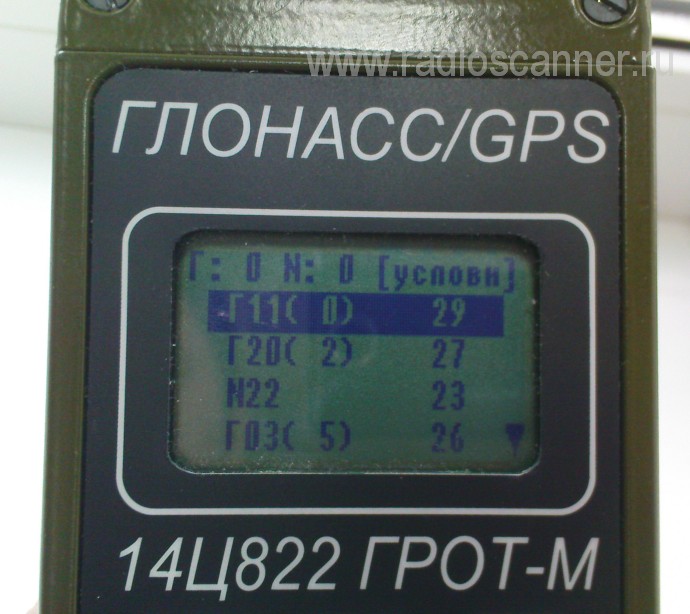 www.radioscanner.ru
ГЛОНАСС/GPS
Г: 0 N: 0 [условн]
Г11( 0) 29
Г20( 2) 27
N22 23
Г03( 5) 26
14Ц822 ГРОТ-М